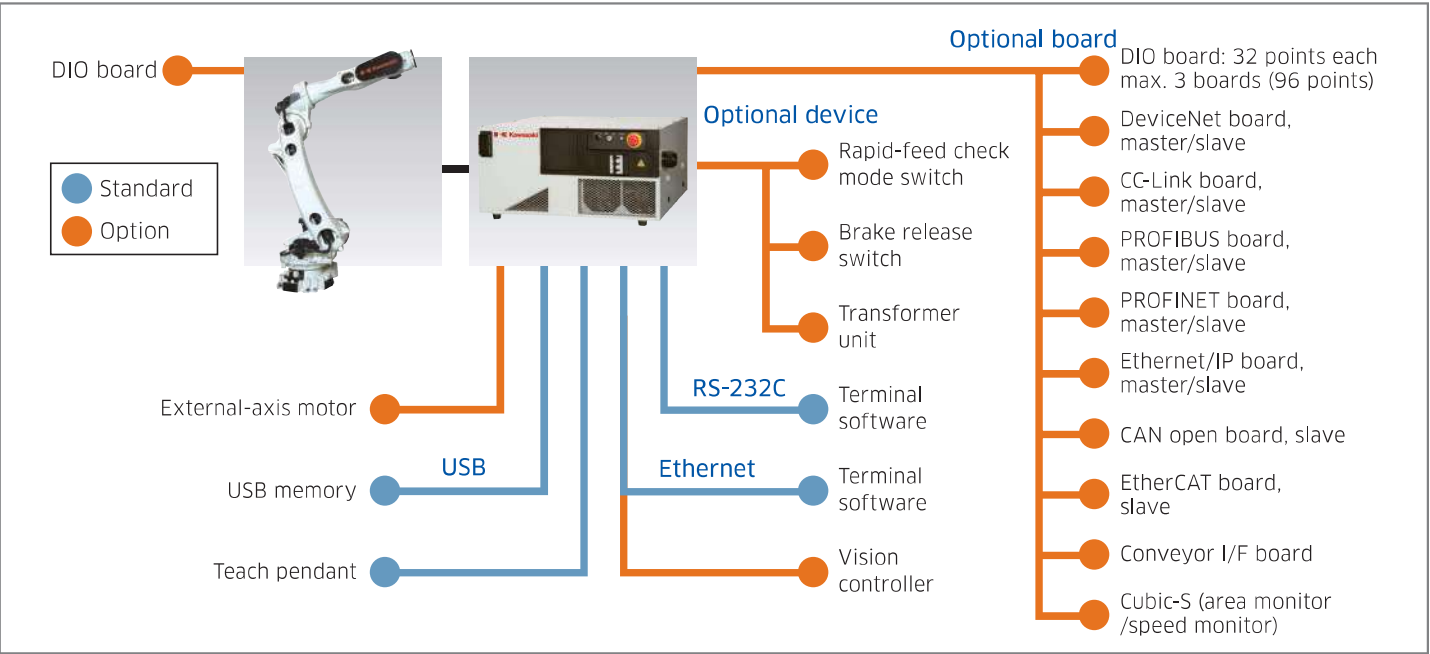 DIO board
Standard
Option
Kawasaki
Optional board
DIO board: 32 points each
max. 3 boards (96 points)
DeviceNet board,
master/slave
CC-Link board,
master/slave
PROFIBUS board,
master/slave
PROFINET board,
master/slave
Ethernet/IP board,
master/slave
CAN open board, slave
EtherCAT board,
slave
Conveyor I/F board
Cubic-S (area monitor
/speed monitor)
Optional device
Rapid-feed check
mode switch
Brake release
switch
Transformer
unit
RS-232C
Terminal
software
Ethernet
Terminal
software
Vision
controller
External-axis motor
USB
USB memory
Teach pendant